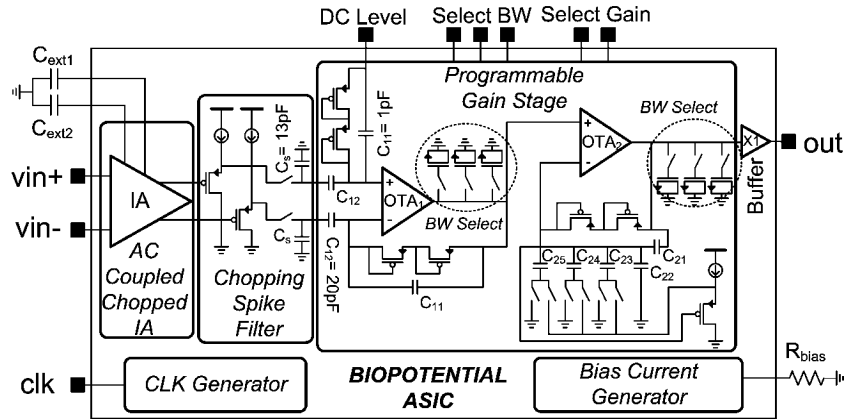 DC Level
Select BW
Select Gain
Cext1
Cext2
Programmable
Gain Stage
BW Select
Cs = 13pF
C11 = 1pF
vin+
IA
vin-
C12
+
-
OTA1
+
-
OTA2
X1
out
Buffer
BW Select
Cs
C12= 20pF
AC
Coupled
Chopped
IA
Chopping
Spike
Filter
C11
C21
C25
C24
C23
C22
clk
CLK Generator
BIOPOTENTIAL
ASIC
Bias Current
Generator
Rbias